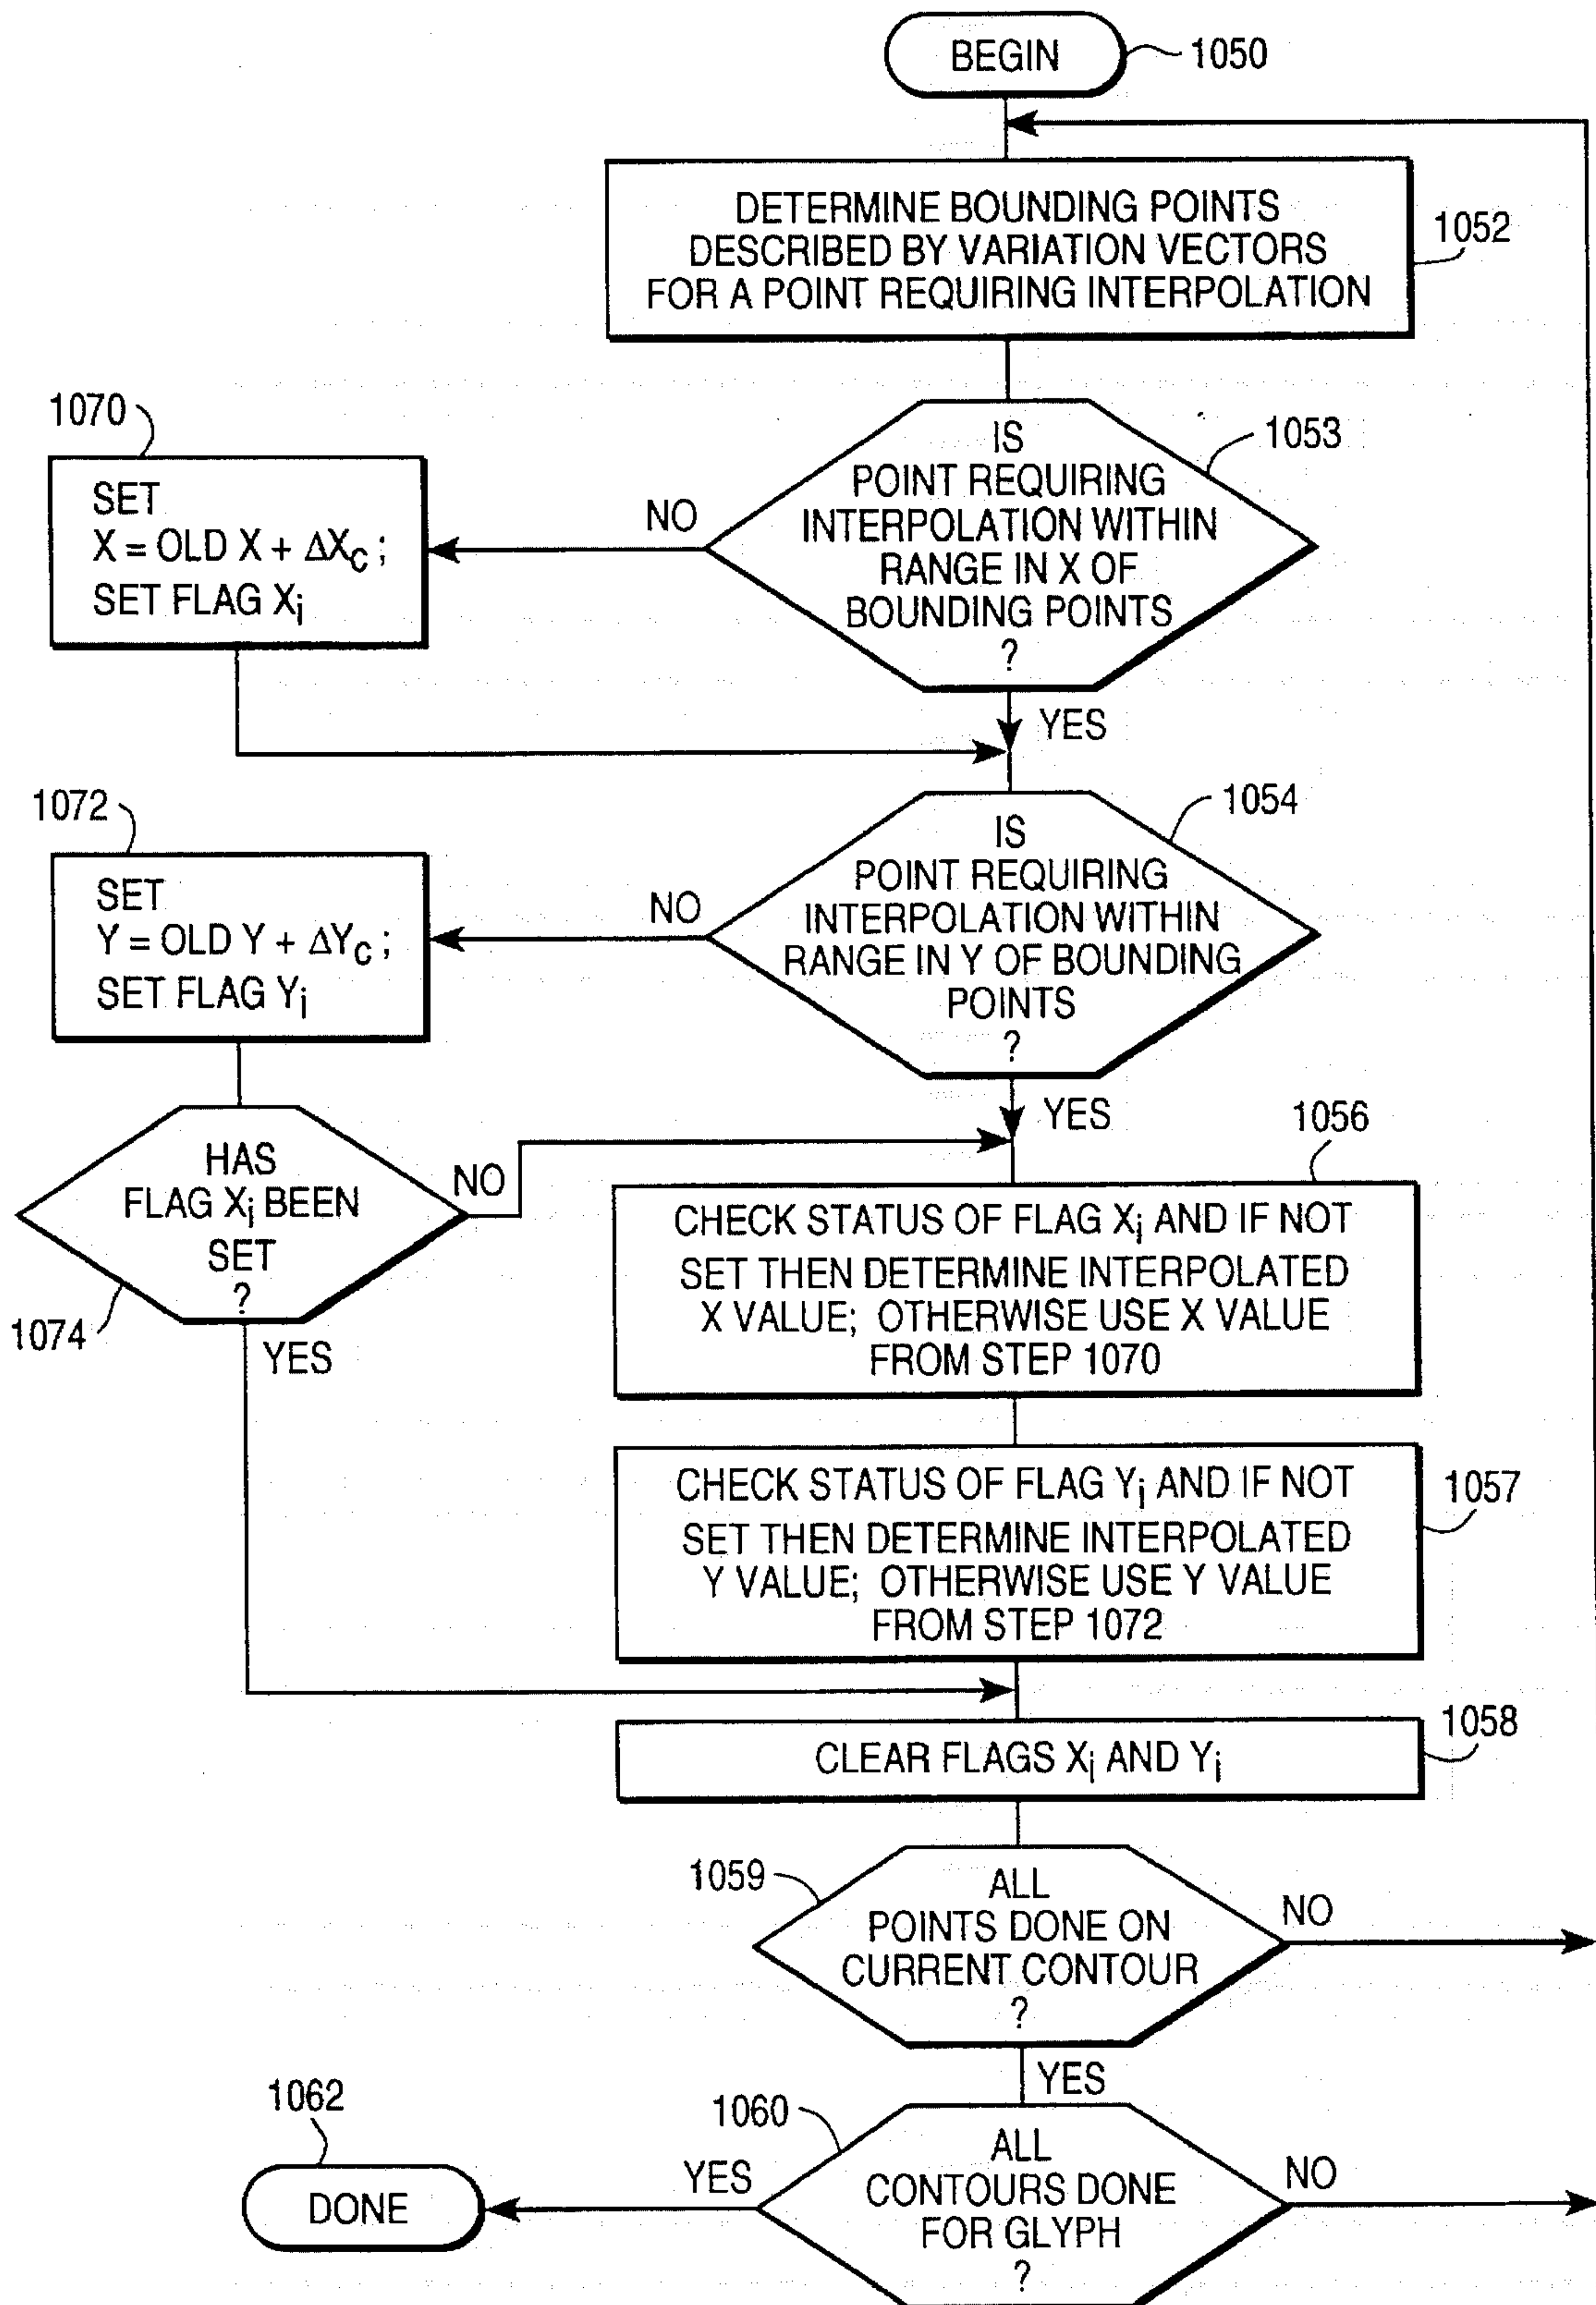 BEGIN
1050
DETERMINE BOUNDING POINTS
DESCRIBED BY VARIATION VECTORS
FOR A POINT REQUIRING INTERPOLATION
1052
IS
POINT REQUIRING
INTERPOLATION WITHIN
RANGE IN X OF
BOUNDING POINTS
?
1053
NO
YES
1070
SET
X = OLD X + ΔXc ;
SET FLAG Xi
IS
POINT REQUIRING
INTERPOLATION WITHIN
RANGE IN Y OF BOUNDING
POINTS
?
1054
NO
YES
1072
SET
Y = OLD Y + ΔYc ;
SET FLAG Yi
HAS
FLAG Xi BEEN
SET
?
1074
NO
YES
1056
CHECK STATUS OF FLAG Xi AND IF NOT
SET THEN DETERMINE INTERPOLATED
X VALUE; OTHERWISE USE X VALUE
FROM STEP 1070
CHECK STATUS OF FLAG Yi AND IF NOT
SET THEN DETERMINE INTERPOLATED
Y VALUE; OTHERWISE USE Y VALUE
FROM STEP 1072
1057
CLEAR FLAGS Xi AND Yi
1058
1059
ALL
POINTS DONE ON
CURRENT CONTOUR
?
NO
YES
1060
ALL
CONTOURS DONE
FOR GLYPH
?
NO
YES
1062
DONE